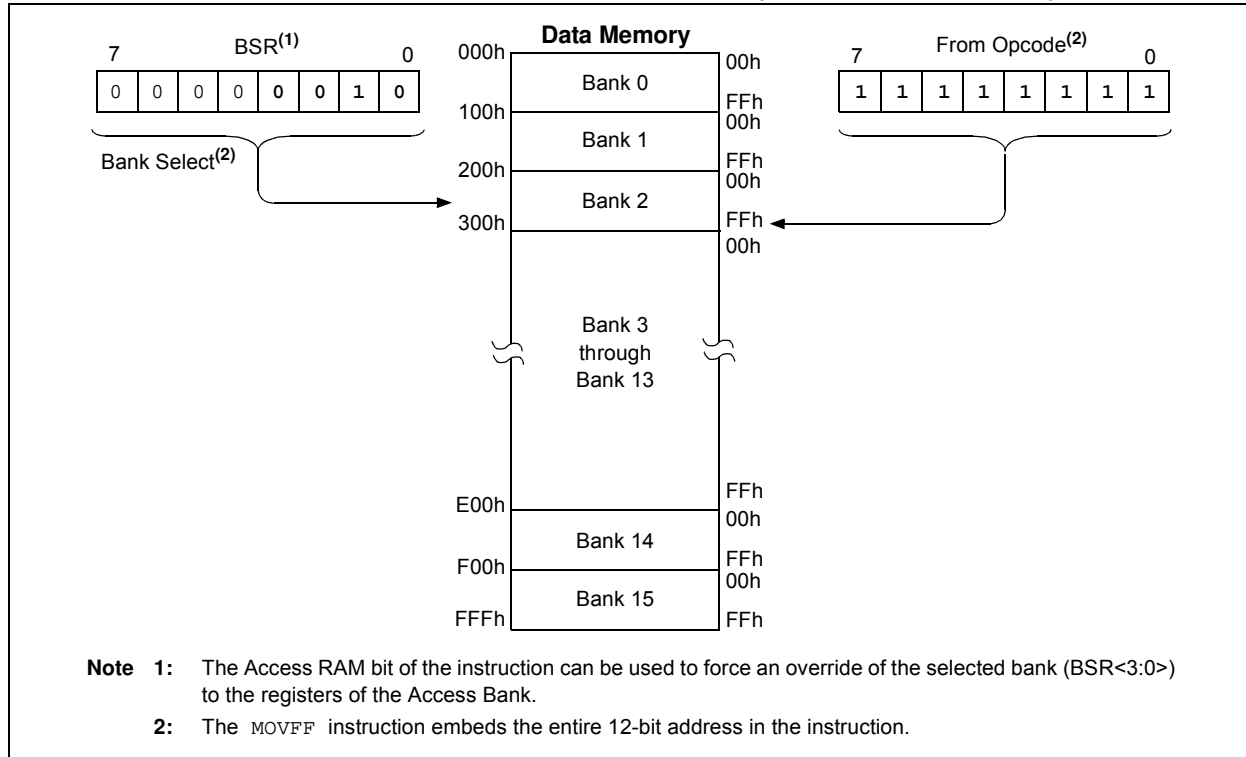 Data Memory
7 BSR(1) 0
0 0 0 0 0 0 1 0
Bank Select(2)
000h
100h
200h
300h
E00h
F00h
FFFh
Bank 0
Bank 1
Bank 2
Bank 3
through
Bank 13
Bank 14
Bank 15
00h
FFh
00h
FFh
00h
FFh
00h
FFh
00h
FFh
00h
FFh
7 From Opcode(2) 0
1 1 1 1 1 1 1 1
Note 1: The Access RAM bit of the instruction can be used to force an override of the selected bank (BSR<3:0>)
to the registers of the Access Bank.
2: The MOVFF instruction embeds the entire 12-bit address in the instruction.